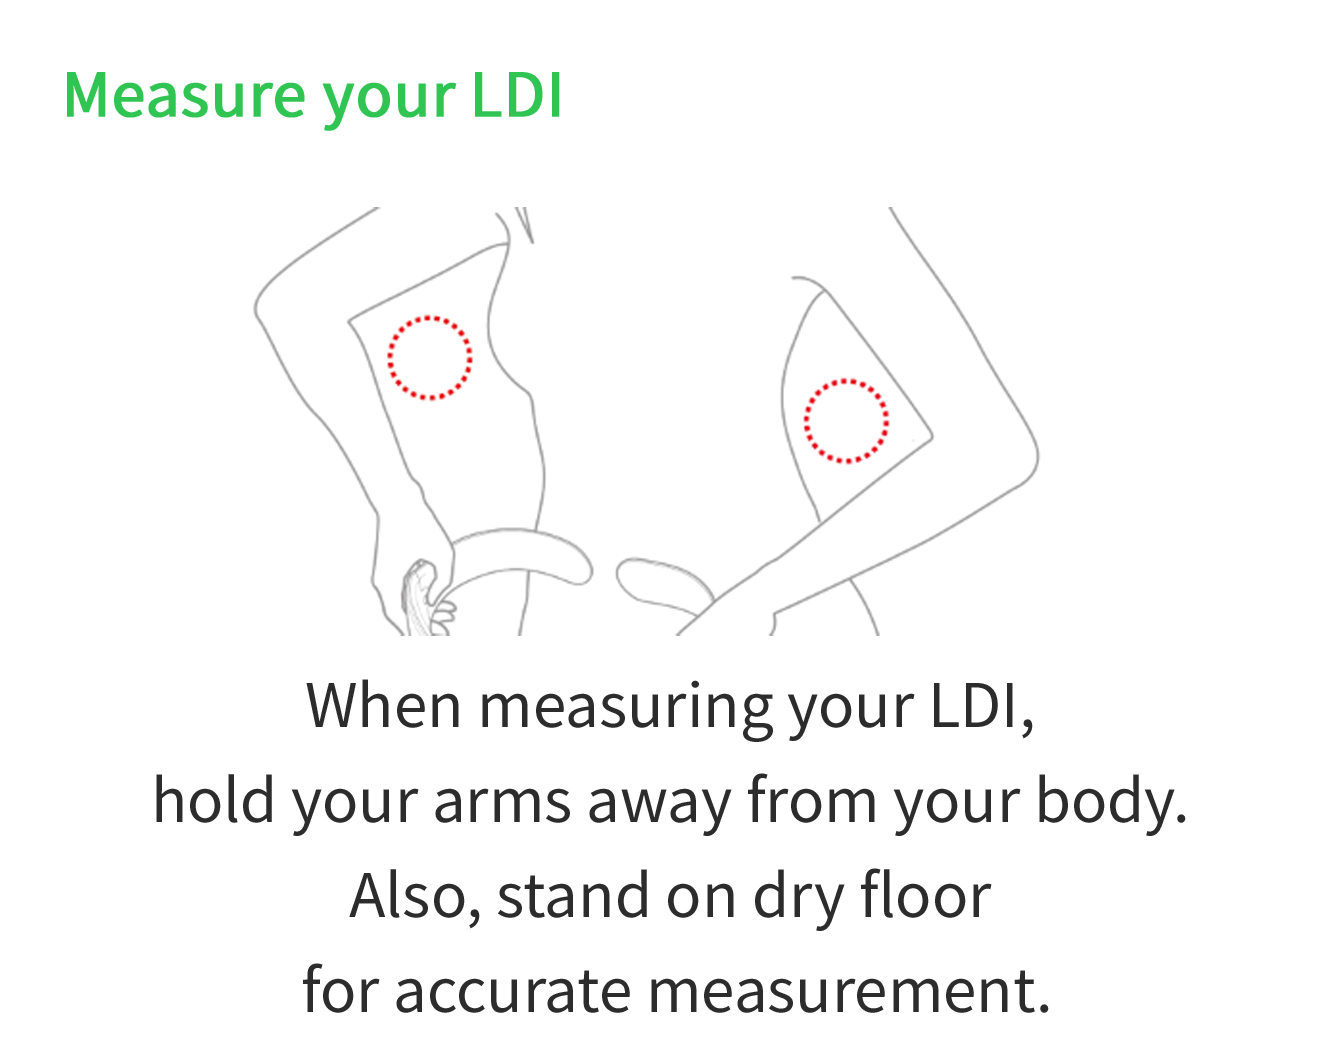 Measure your LDI
When measuring your LDI,
hold your arms away from your body.
Also, stand on dry floor
for accurate measurement.